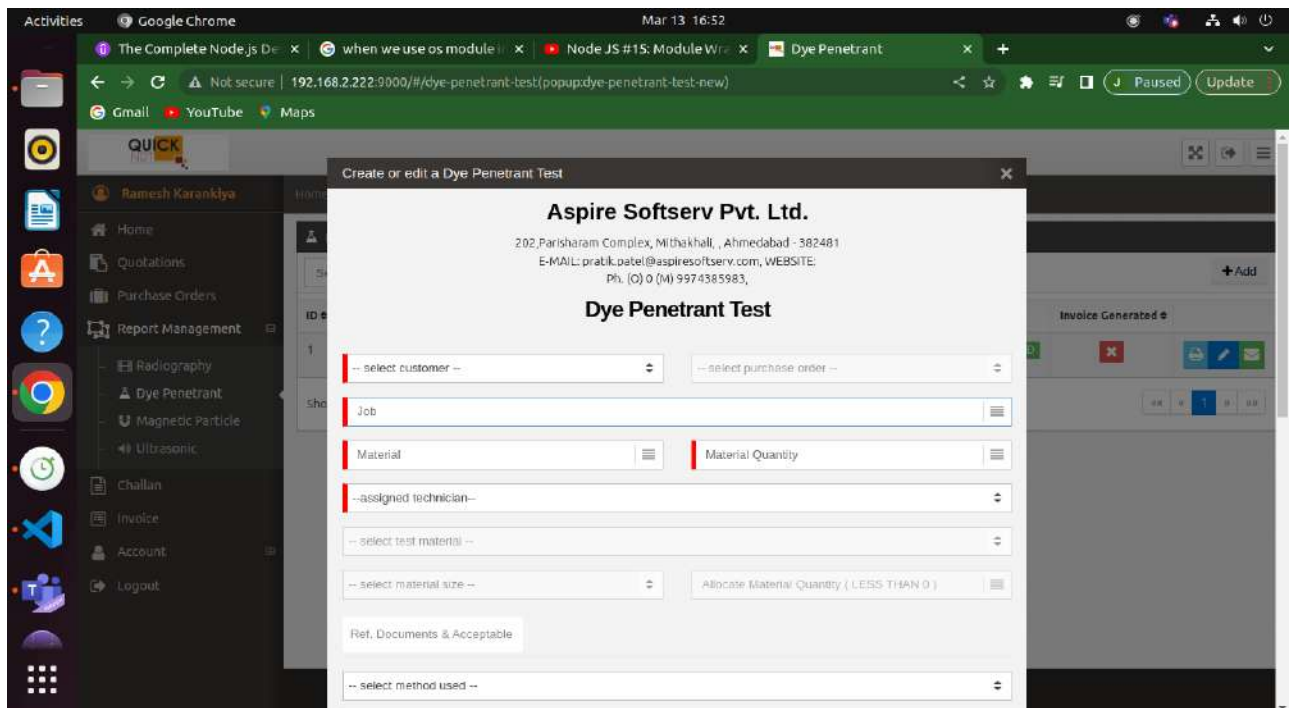 Activities Google Chrome Mar 13 16:52
The Complete Node.js De when we use os module i Node JS #15: Module Wra Dye Penetrant
Not secure 192.168.2.222:9000/#/dye-penetrant-test(popup:dye-penetrant-test-new) J Paused Update
Gmail YouTube Maps
QUICK
Create or edit a Dye Penetrant Test
Ramesh Karankiya Home
Aspire Softserv Pvt. Ltd.
202,Parisharam Complex, Mithakhali, , Ahmedabad - 382481
E-MAIL: pratik.patel@aspiresoftserv.com, WEBSITE:
Ph. (O) 0 (M) 9974385983,
Dye Penetrant Test
Home
Quotations
Purchase Orders
Report Management
Radiography
Dye Penetrant
Magnetic Particle
Ultrasonic
Challan
Invoice
Account
Logout
+ Add
ID Invoice Generated
1
Sho 1
-- select customer -- -- select purchase order --
Job
Material Material Quantity
--assigned technician--
-- select test material --
-- select material size -- Allocate Material Quantity ( LESS THAN 0 )
Ref. Documents & Acceptable
-- select method used --